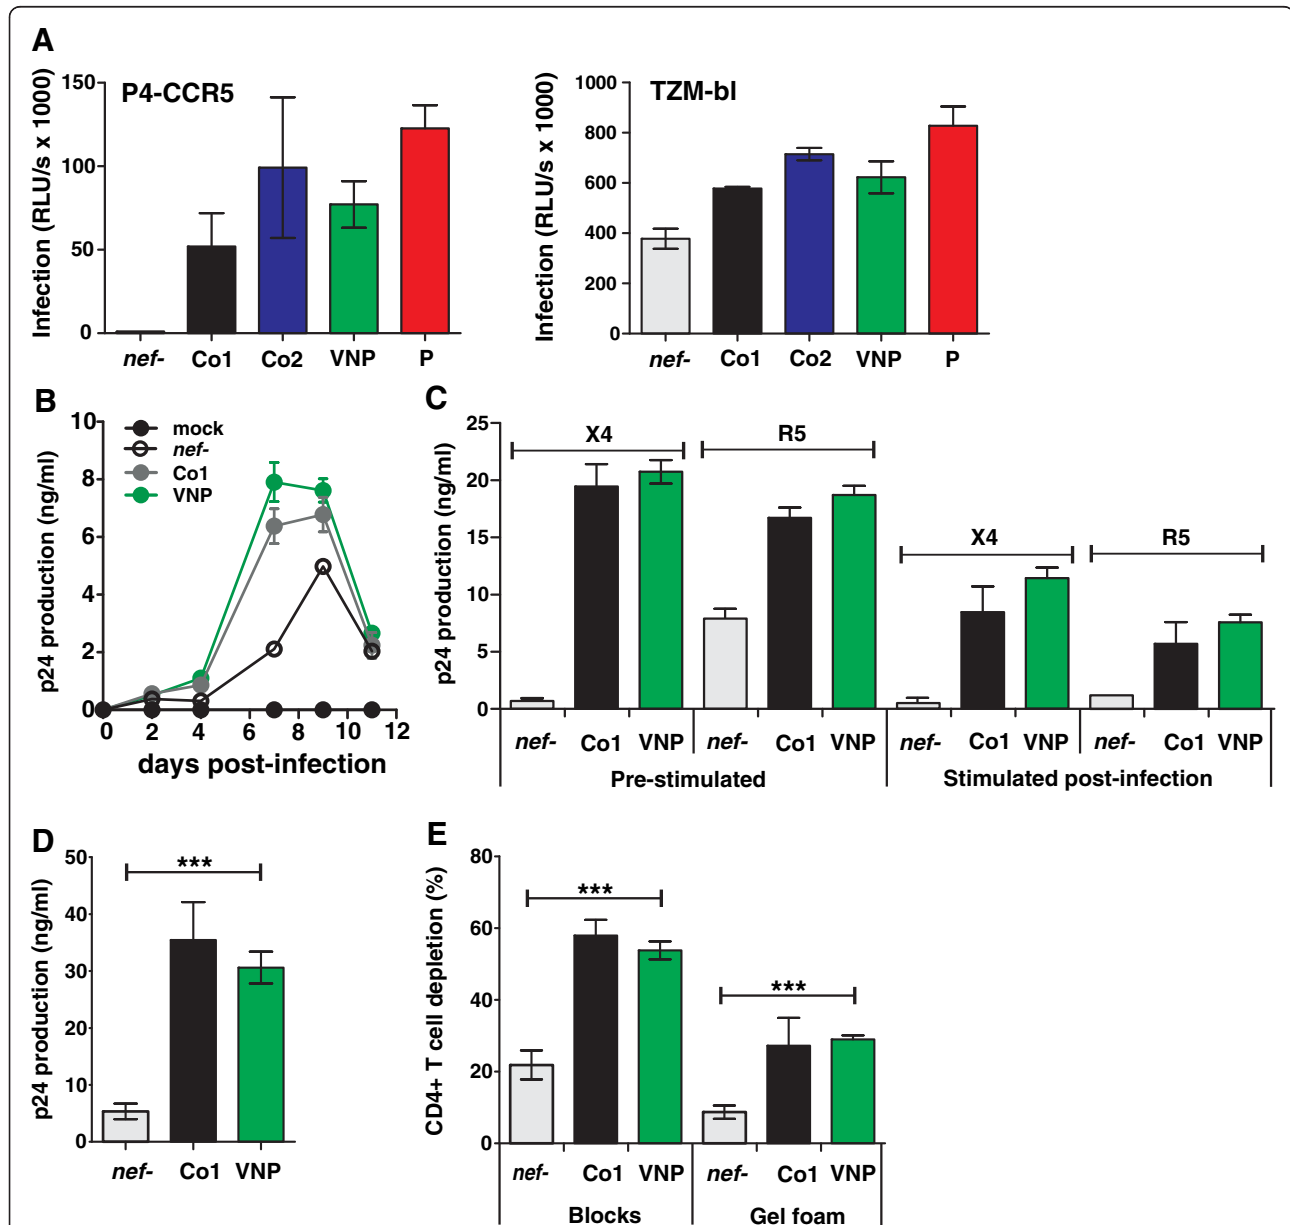 A
P4-CCR5
Infection (RLU/s x 1000)
150
100
50
0
nef- Co1 Co2 VNP P
TZM-bl
Infection (RLU/s x 1000)
1000
800
600
400
200
0
nef- Co1 Co2 VNP P
B
p24 production (ng/ml)
10
8
6
4
2
0
mock
nef-
Co1
VNP
0 2 4 6 8 10 12
days post-infection
C
p24 production (ng/ml)
25
20
15
10
5
0
X4 R5 X4 R5
nef- Co1 VNP nef- Co1 VNP nef- Co1 VNP nef- Co1 VNP
Pre-stimulated Stimulated post-infection
D
p24 production (ng/ml)
50
40
30
20
10
0
***
nef- Co1 VNP
E
CD4+ T cell depletion (%)
80
60
40
20
0
***
***
nef- Co1 VNP nef- Co1 VNP
Blocks Gel foam